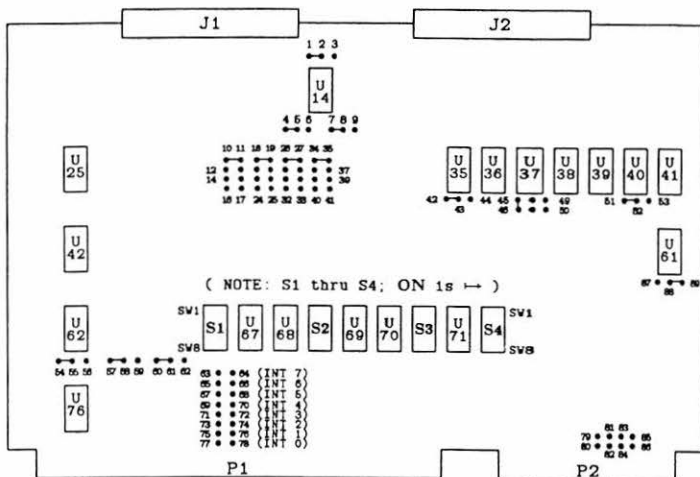 J1 J2
1 2 3
U 14
4 5 6 7 8 9
10 11 18 19 26 27 34 35
12 37
14 39
16 17 24 25 32 33 40 41
U 25
U 35 U 36 U 37 U 38 U 39 U 40 U 41
42 43 44 45 49 51 52 53
46 50
U 42
U 61
87 88 89
( NOTE: S1 thru S4; ON is ↦ )
SW1 SW1
U 62 S1 U 67 U 68 S2 U 69 U 70 S3 U 71 S4
SW8 SW8
54 55 56 57 58 59 60 61 62
U 76
63 64 (INT 7)
65 66 (INT 6)
67 68 (INT 5)
69 70 (INT 4)
71 72 (INT 3)
73 74 (INT 2)
75 76 (INT 1)
77 78 (INT 0)
81 83
79 85
80 86
82 84
P1 P2